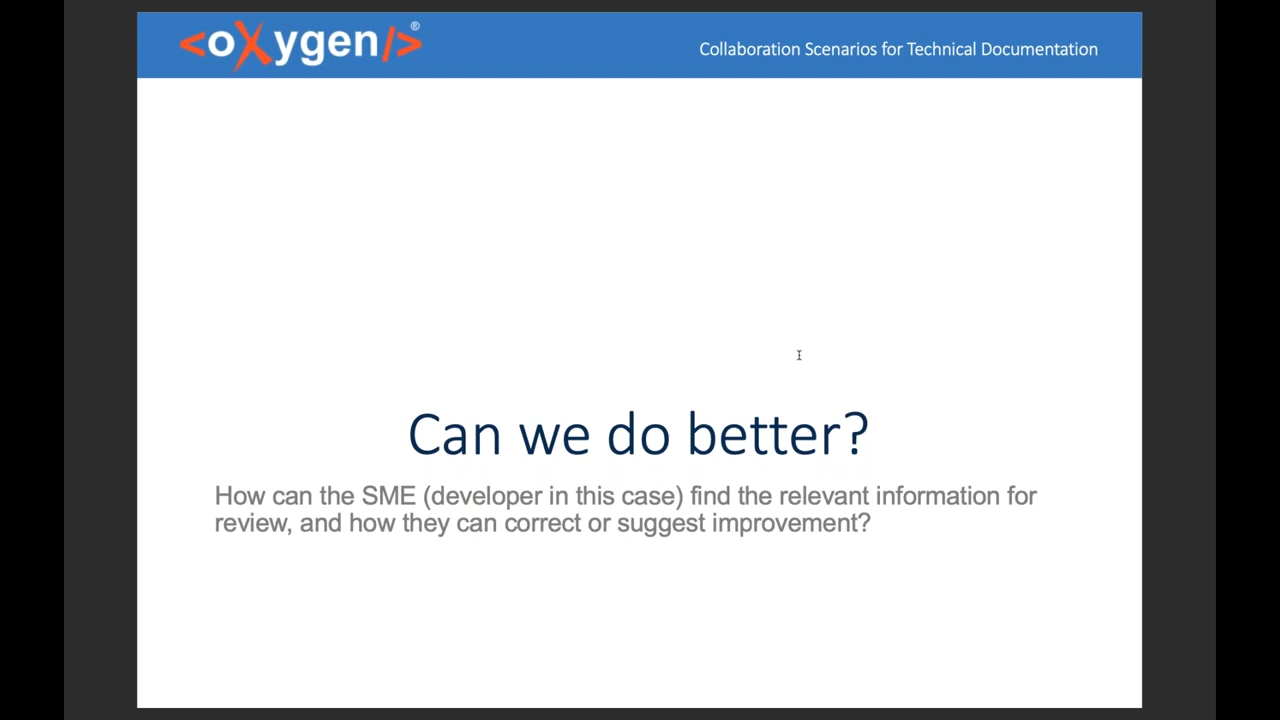 <oXygen/>®
Collaboration Scenarios for Technical Documentation
Can we do better?
How can the SME (developer in this case) find the relevant information for
review, and how they can correct or suggest improvement?